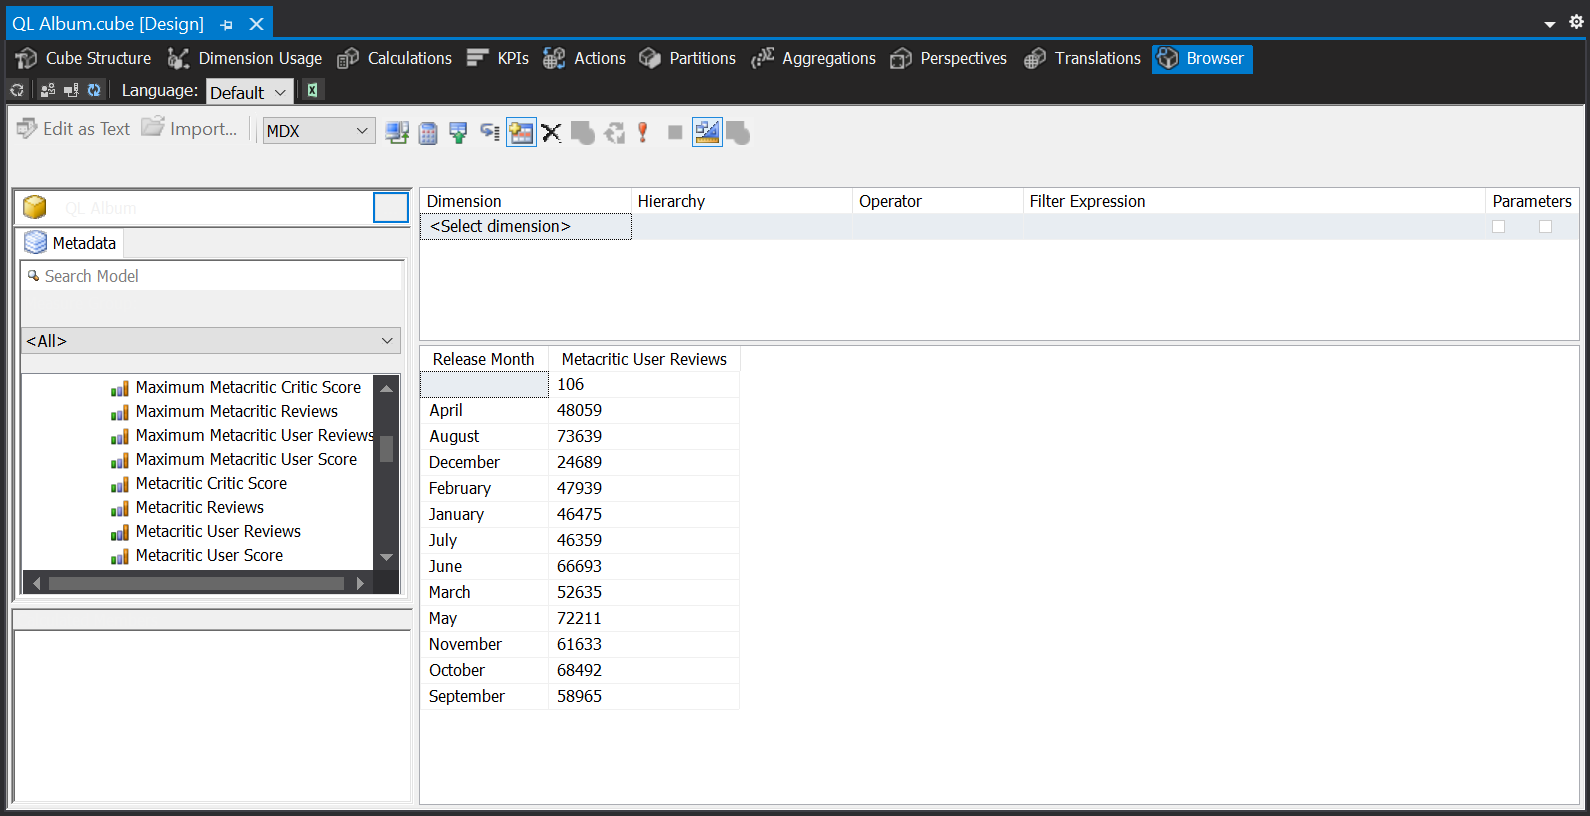 QL Album.cube [Design]
Cube Structure Dimension Usage Calculations KPIs Actions Partitions Aggregations Perspectives Translations Browser
Language: Default
Edit as Text Import... MDX
QL Album
Metadata
Search Model
<All>
Maximum Metacritic Critic Score
Maximum Metacritic Reviews
Maximum Metacritic User Reviews
Maximum Metacritic User Score
Metacritic Critic Score
Metacritic Reviews
Metacritic User Reviews
Metacritic User Score
Dimension Hierarchy Operator Filter Expression Parameters
<Select dimension>
Release Month Metacritic User Reviews
106
April 48059
August 73639
December 24689
February 47939
January 46475
July 46359
June 66693
March 52635
May 72211
November 61633
October 68492
September 58965